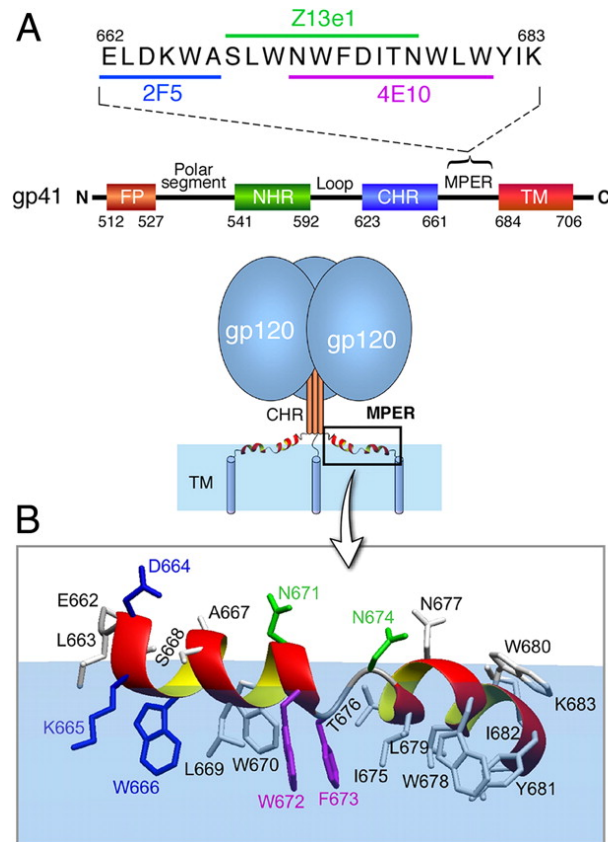 A
Z13e1
662 683
ELDKWASLWNWFDITNWLWYIK
2F5 4E10
Polar segment Loop MPER
gp41 N FP NHR CHR TM C
512 527 541 592 623 661 684 706
gp120 gp120
CHR MPER
TM
B
D664
E662 A667 N671 N674 N677
L663 S668 W680
K665 T676 K683
W666 L669 W670 I675 L679 W678 I682 Y681
W672 F673